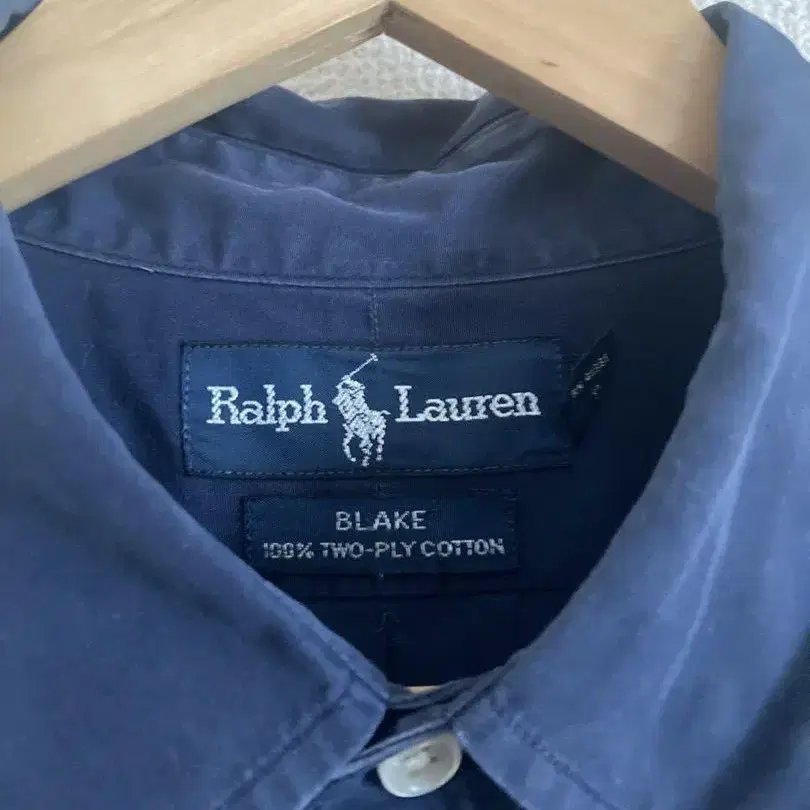 Ralph Lauren
BLAKE
100% TWO-PLY COTTON